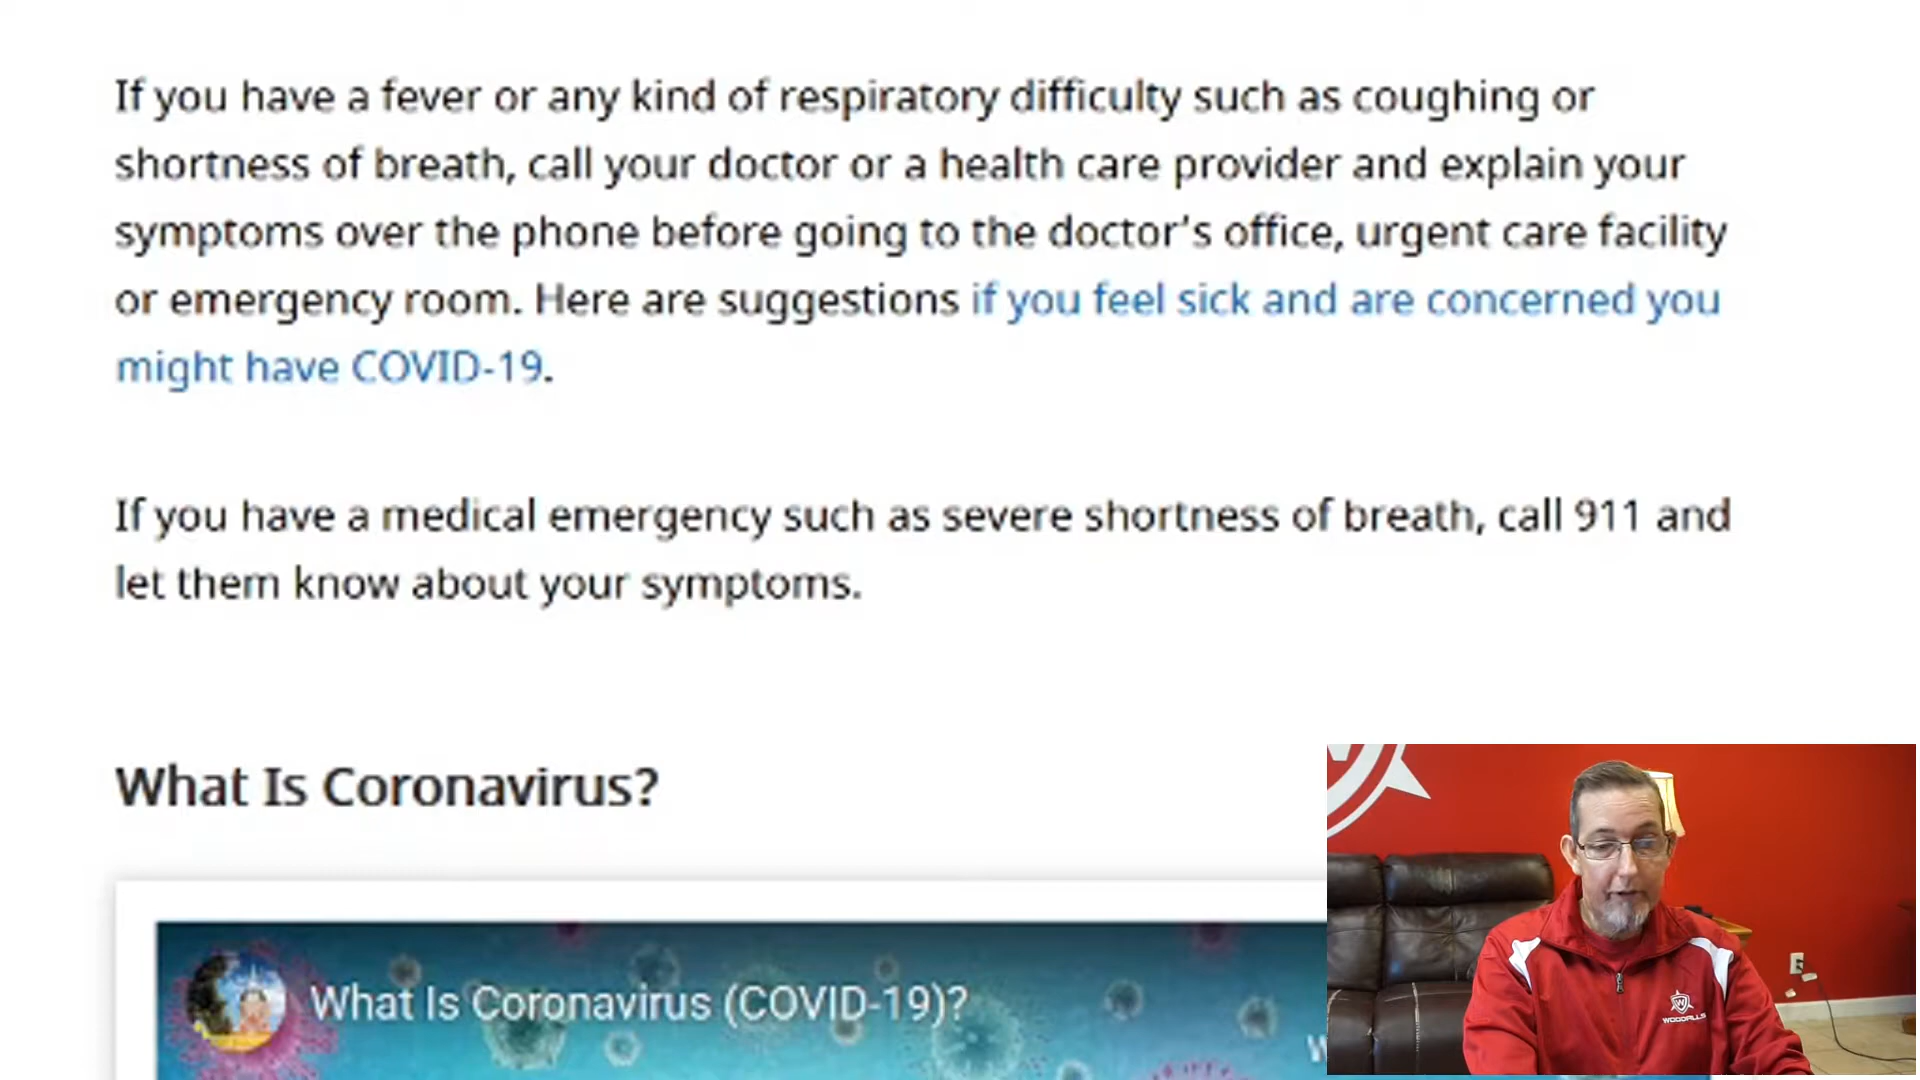 If you have a fever or any kind of respiratory difficulty such as coughing or
shortness of breath, call your doctor or a health care provider and explain your
symptoms over the phone before going to the doctor's office, urgent care facility
or emergency room. Here are suggestions if you feel sick and are concerned you
might have COVID-19.
If you have a medical emergency such as severe shortness of breath, call 911 and
let them know about your symptoms.
What Is Coronavirus?
What Is Coronavirus (COVID-19)?
W
WOODALLS